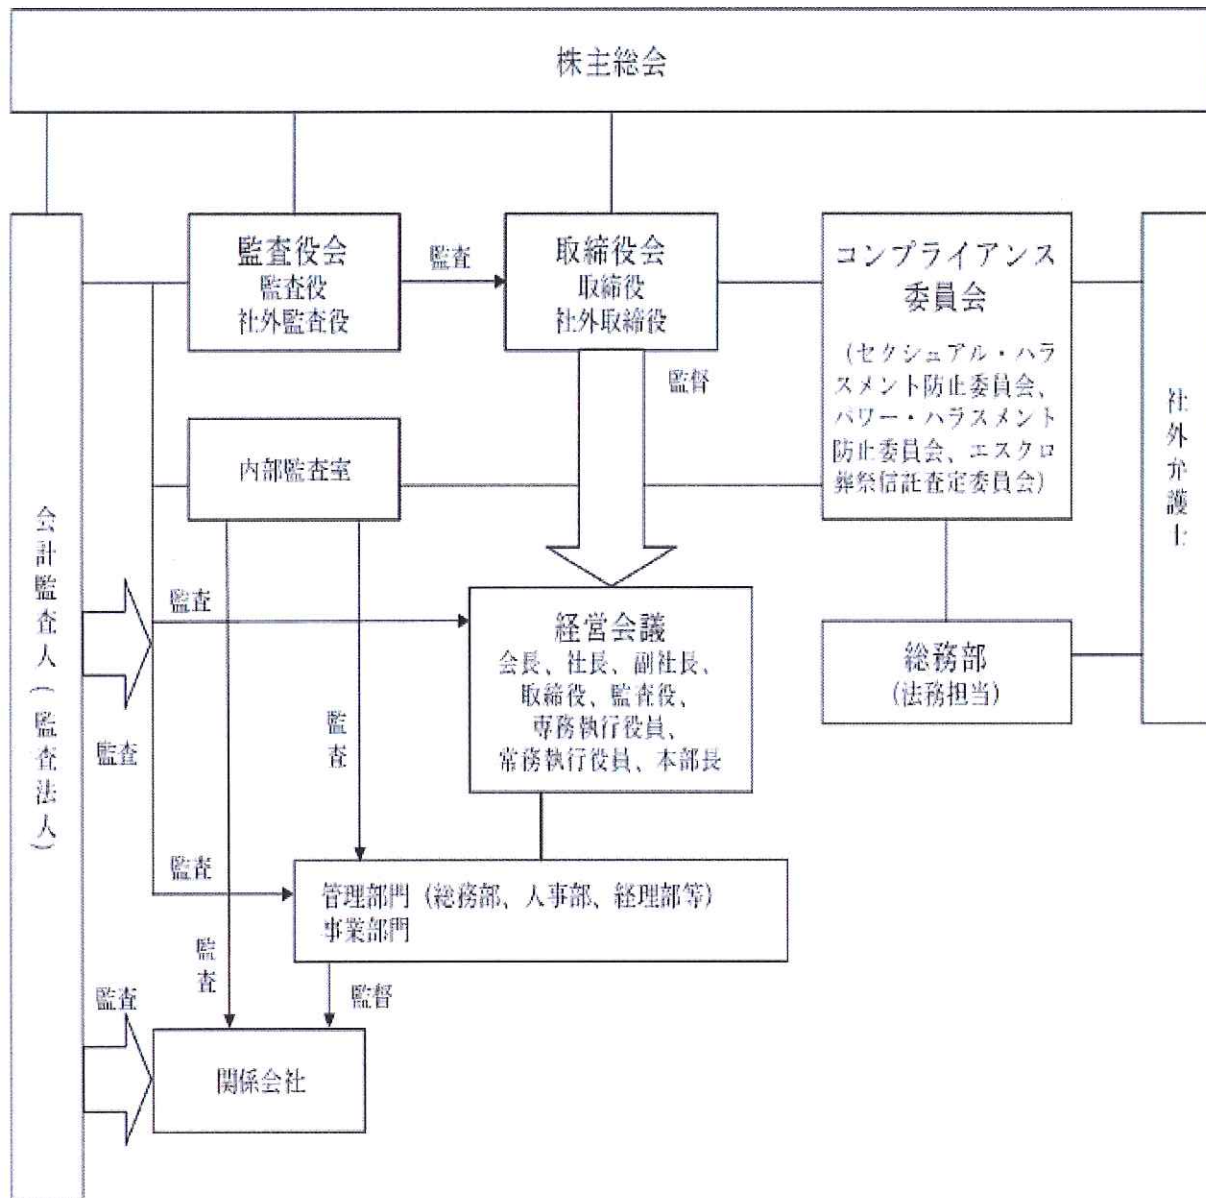 株主総会
監査役会
監査役
社外監査役
監査
取締役会
取締役
社外取締役
監督
コンプライアンス
委員会
（セクシュアル・ハラ
スメント防止委員会、
パワー・ハラスメント
防止委員会、エスクロ
葬祭信託査定委員会）
社外弁護士
内部監査室
会計監査人（監査法人）
監査
監査
監査
経営会議
会長、社長、副社長、
取締役、監査役、
専務執行役員、
常務執行役員、本部長
総務部
（法務担当）
監査
管理部門（総務部、人事部、経理部等）
事業部門
監査
監督
監査
関係会社